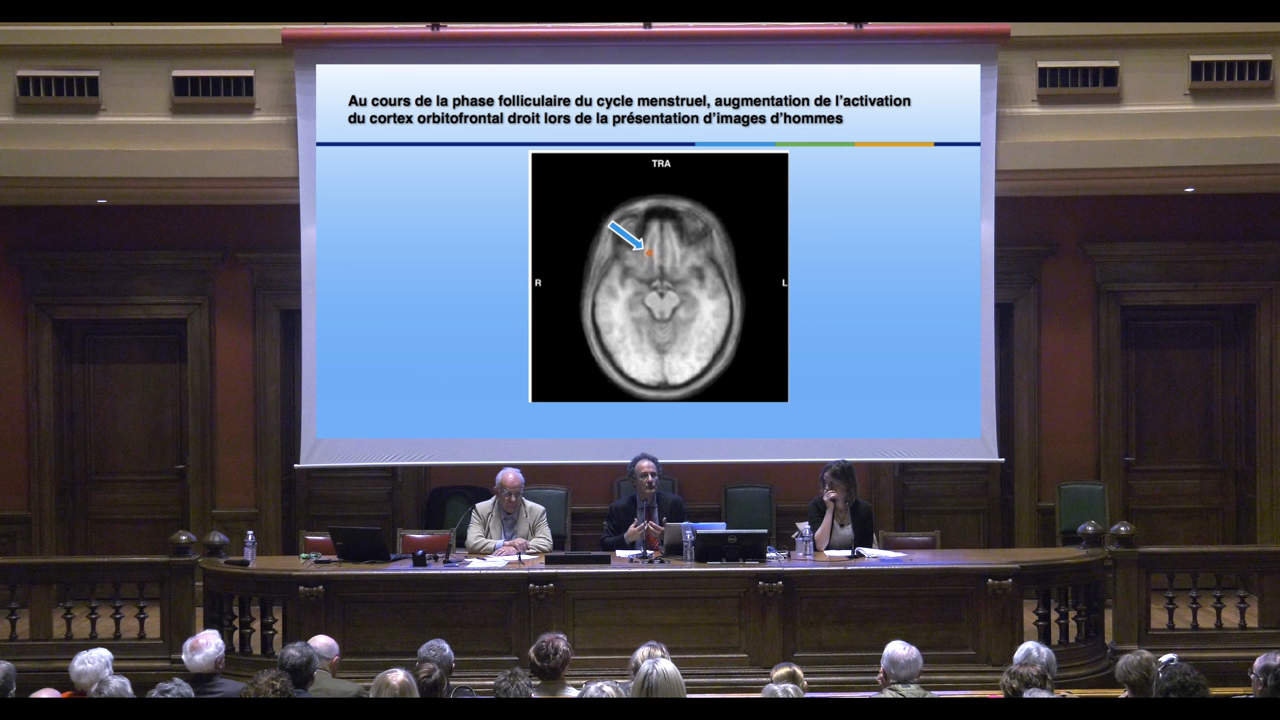 Au cours de la phase folliculaire du cycle menstruel, augmentation de l'activation
du cortex orbitofrontal droit lors de la présentation d'images d'hommes
TRA
R
L
DELL